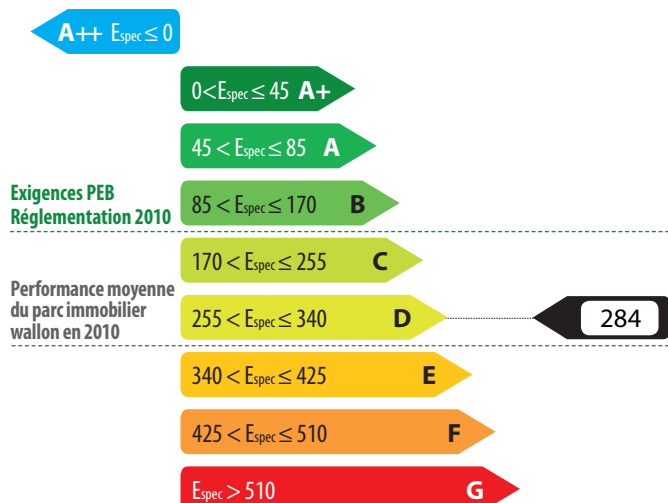 A++ Espec ≤ 0
0<Espec ≤ 45 A+
45 < Espec ≤ 85 A
Exigences PEB
Réglementation 2010
85 < Espec ≤ 170 B
170 < Espec ≤ 255 C
Performance moyenne
du parc immobilier
wallon en 2010
255 < Espec ≤ 340 D
284
340 < Espec ≤ 425 E
425 < Espec ≤ 510 F
Espec > 510 G